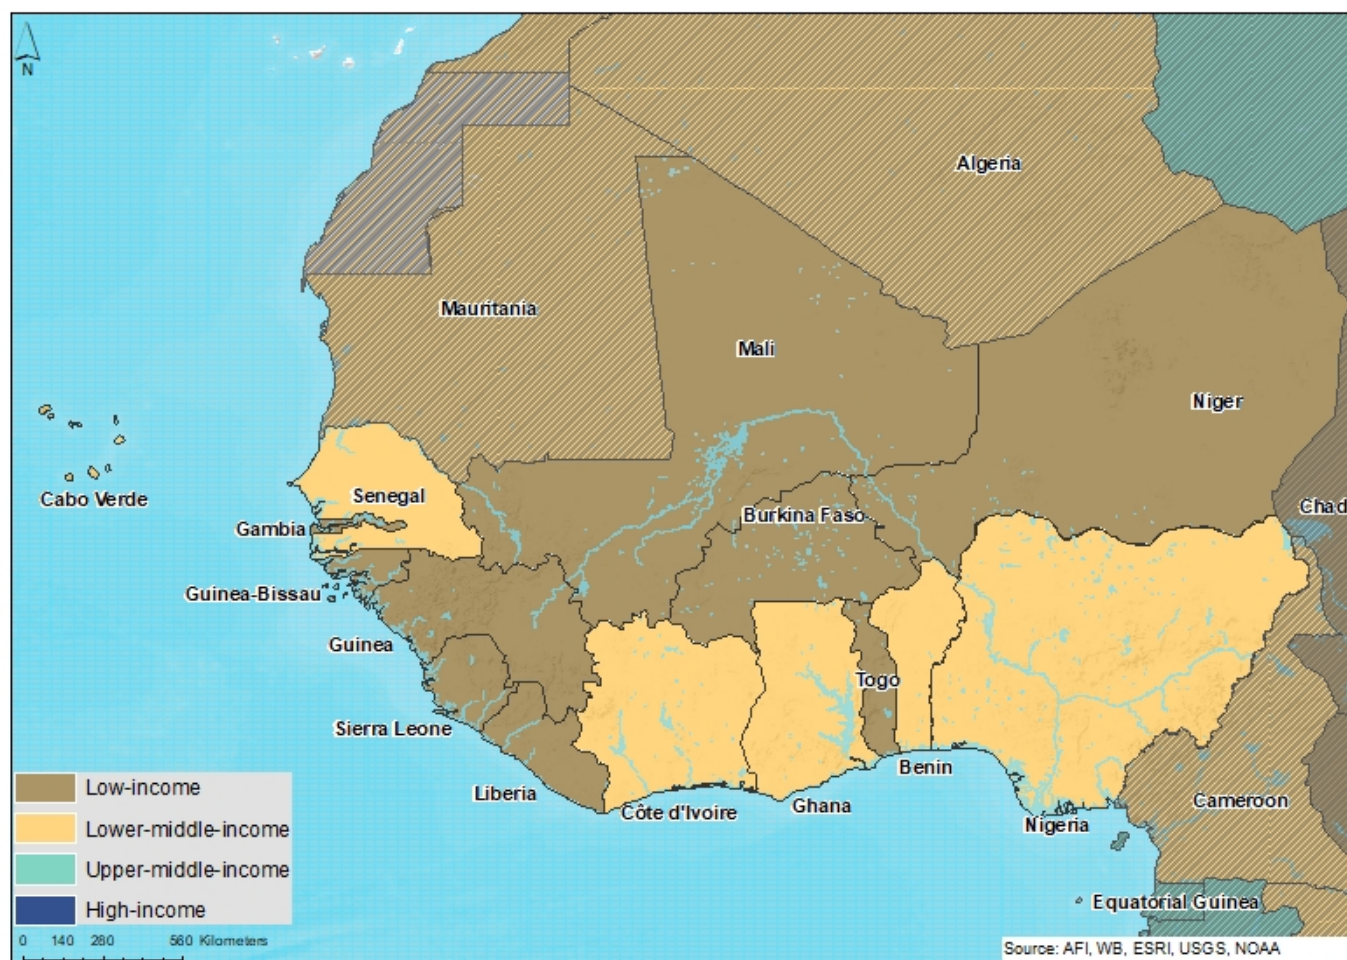 N
Algeria
Mauritania
Mali
Niger
Cabo Verde
Senegal
Chad
Gambia
Burkina Faso
Guinea-Bissau
Guinea
Togo
Sierra Leone
Benin
Liberia
Côte d'Ivoire
Ghana
Nigeria
Cameroon
Equatorial Guinea
Low-income
Lower-middle-income
Upper-middle-income
High-income
0 140 280 560 Kilometers
Source: AFI, WB, ESRI, USGS, NOAA